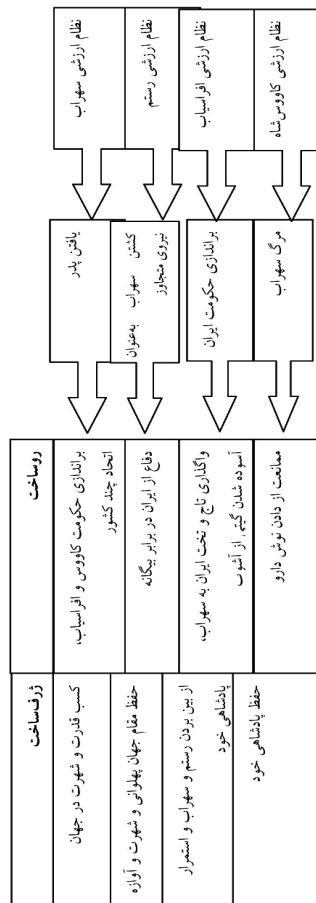 نظام ارزشی کاووس‌شاه
نظام ارزشی افراسیاب
نظام ارزشی رستم
نظام ارزشی سهراب
مرگ سهراب
براندازی حکومت ایران
کشتن سهراب به‌عنوان
نیروی متجاوز
یافتن پدر
روساخت
ممانعت از دادن نوش دارو
واگذاری تاج و تخت ایران به سهراب،
آسوده شدن گیتی از آشوب
دفاع از ایران در برابر بیگانه
براندازی حکومت کاووس و افراسیاب،
اتحاد چند کشور
ژرف‌ساخت
حفظ پادشاهی خود
از بین بردن رستم و سهراب و استمرار
پادشاهی خود
حفظ مقام جهان پهلوانی و شهرت و آوازه
کسب قدرت و شهرت در جهان